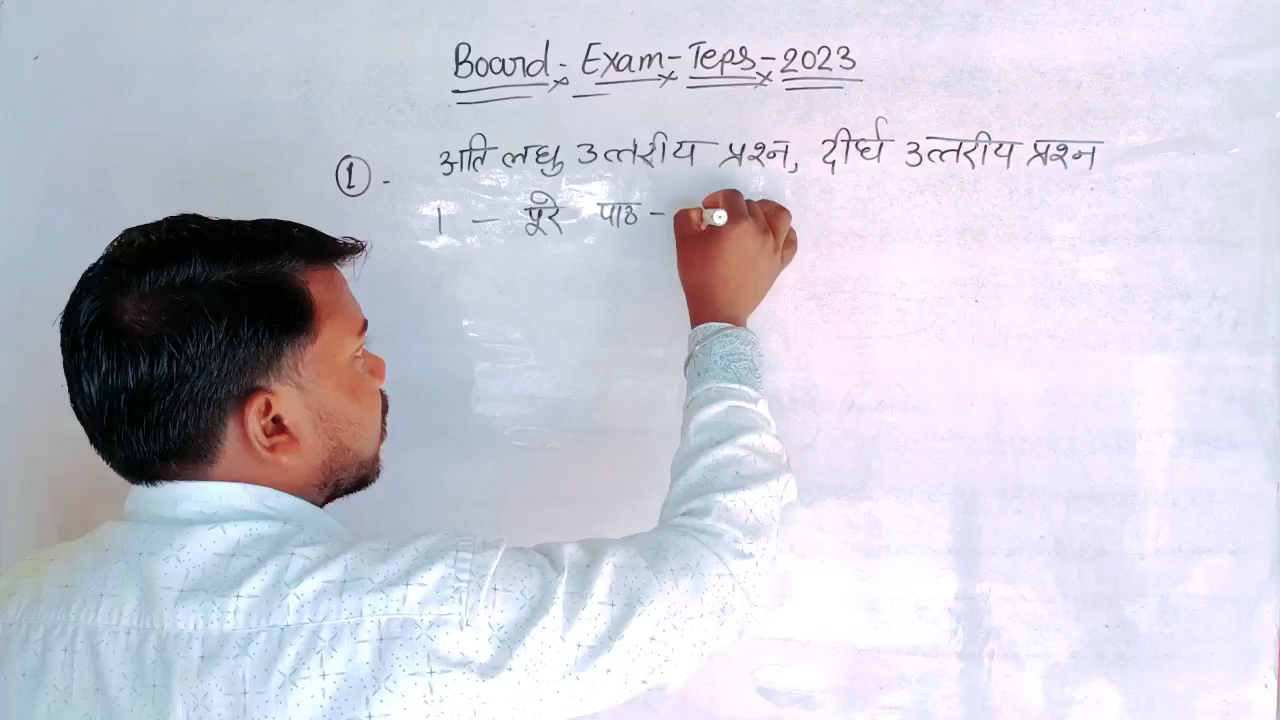 Board - Exam - Teps - 2023
① - अति लघु उत्तरीय प्रश्न, दीर्घ उत्तरीय प्रश्न
1 - पूरे पाठ -